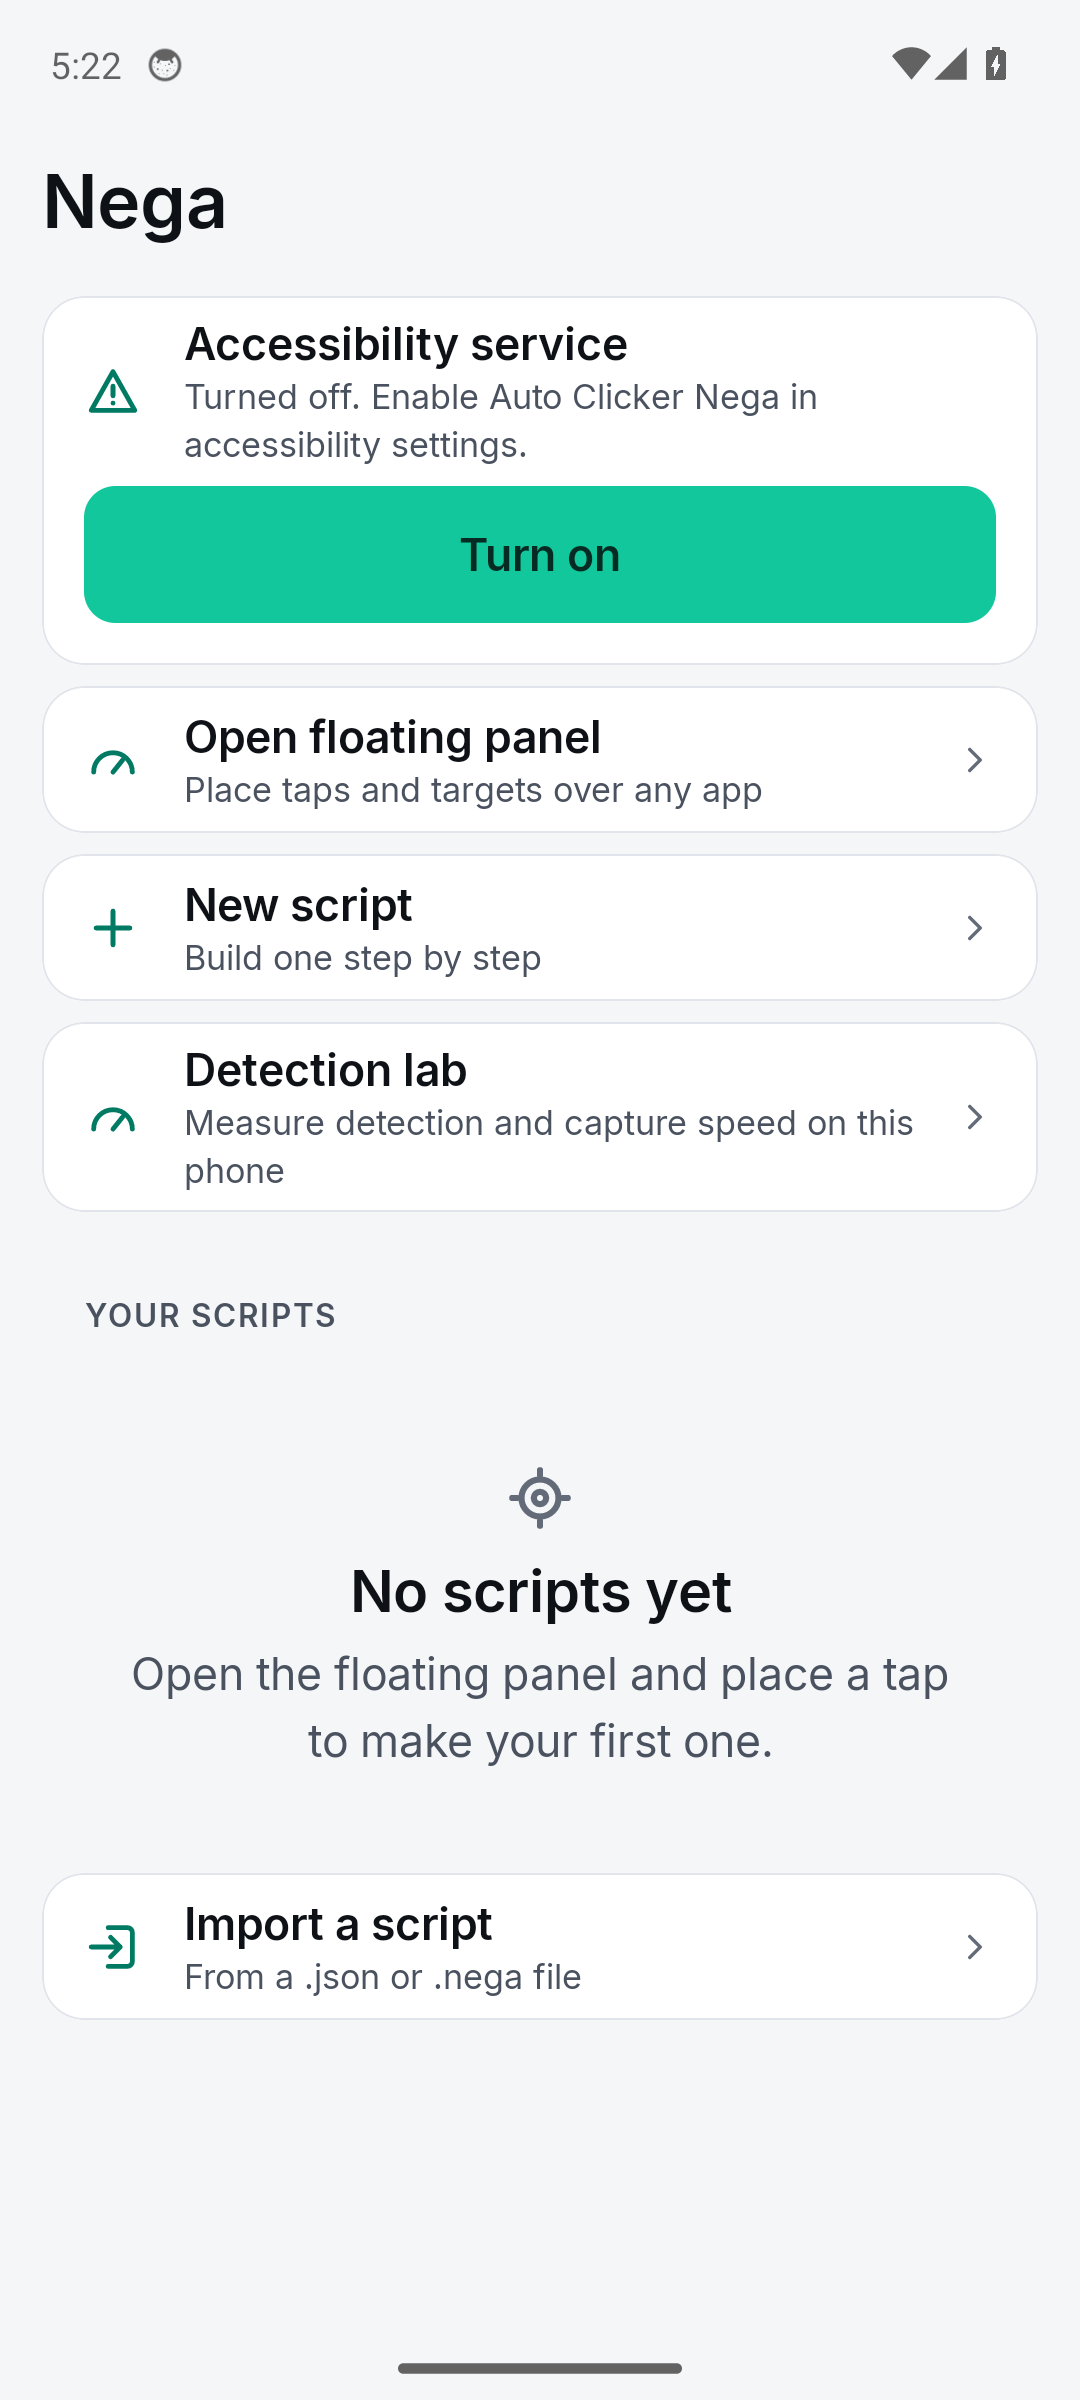 5:22
Nega
Accessibility service
Turned off. Enable Auto Clicker Nega in
accessibility settings.
Turn on
Open floating panel
Place taps and targets over any app
New script
Build one step by step
Detection lab
Measure detection and capture speed on this
phone
YOUR SCRIPTS
No scripts yet
Open the floating panel and place a tap
to make your first one.
Import a script
From a .json or .nega file